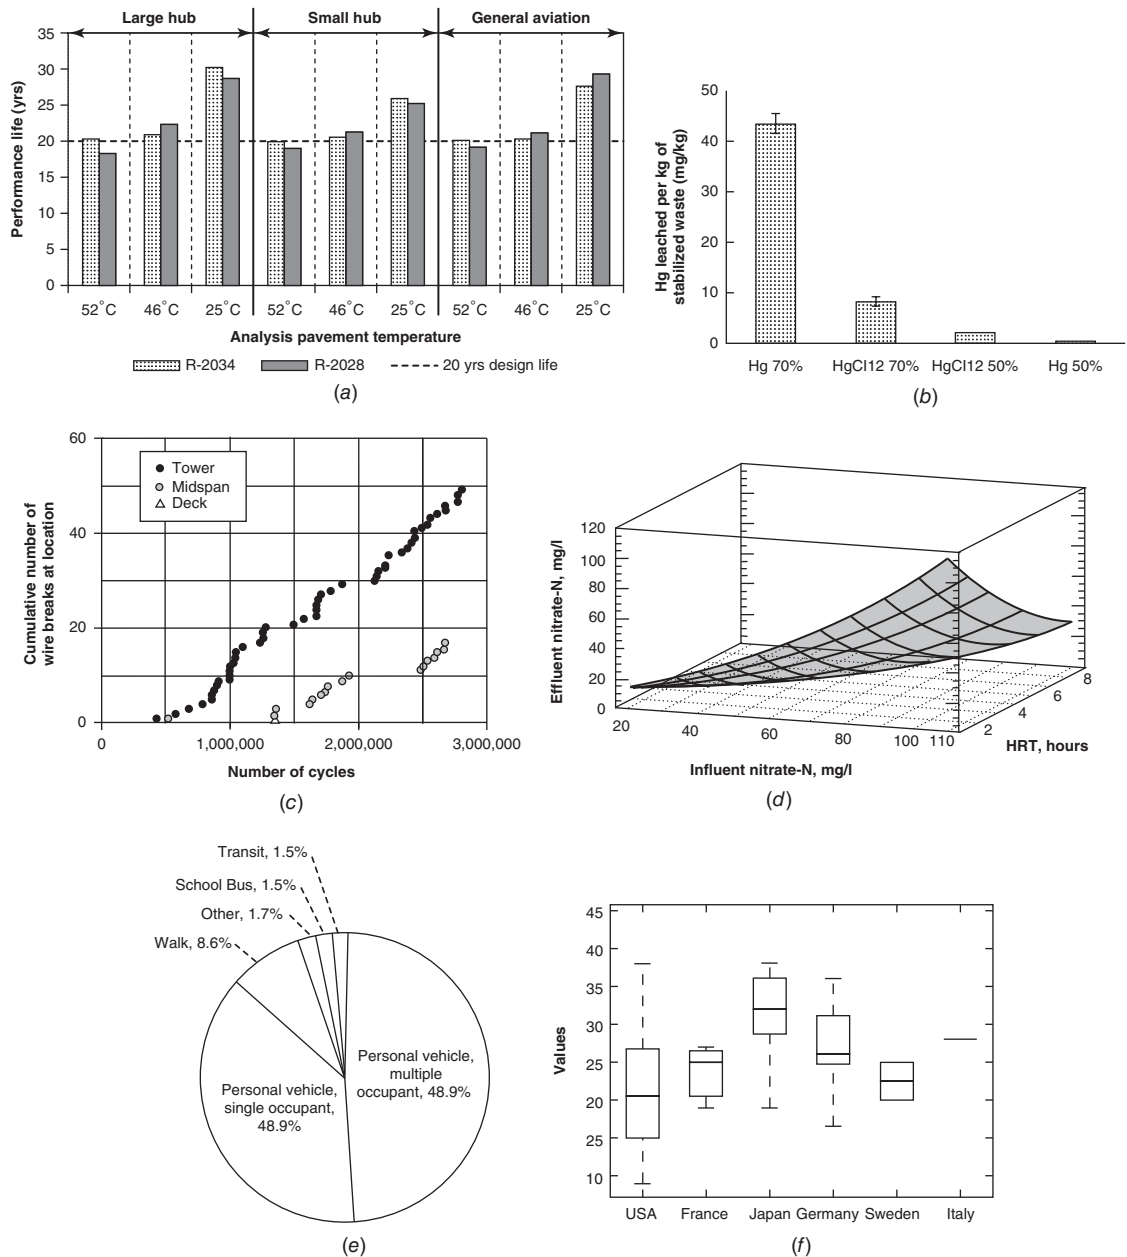 Large hub
Small hub
General aviation
35
30
25
20
15
10
5
0
Performance life (yrs)
52°C
46°C
25°C
52°C
46°C
25°C
52°C
46°C
25°C
Analysis pavement temperature
R-2034
R-2028
20 yrs design life
(a)
50
40
30
20
10
0
Hg leached per kg of
stabilized waste (mg/kg)
Hg 70%
HgCl12 70%
HgCl12 50%
Hg 50%
(b)
60
40
20
0
Cumulative number of
wire breaks at location
Tower
Midspan
Deck
0
1,000,000
2,000,000
3,000,000
Number of cycles
(c)
120
100
80
60
40
20
0
Effluent nitrate-N, mg/l
20
40
60
80
100
110
Influent nitrate-N, mg/l
2
4
6
8
HRT, hours
(d)
Transit, 1.5%
School Bus, 1.5%
Other, 1.7%
Walk, 8.6%
Personal vehicle,
multiple
occupant, 48.9%
Personal vehicle,
single occupant,
48.9%
(e)
45
40
35
30
25
20
25
10
Values
USA
France
Japan
Germany
Sweden
Italy
(f)